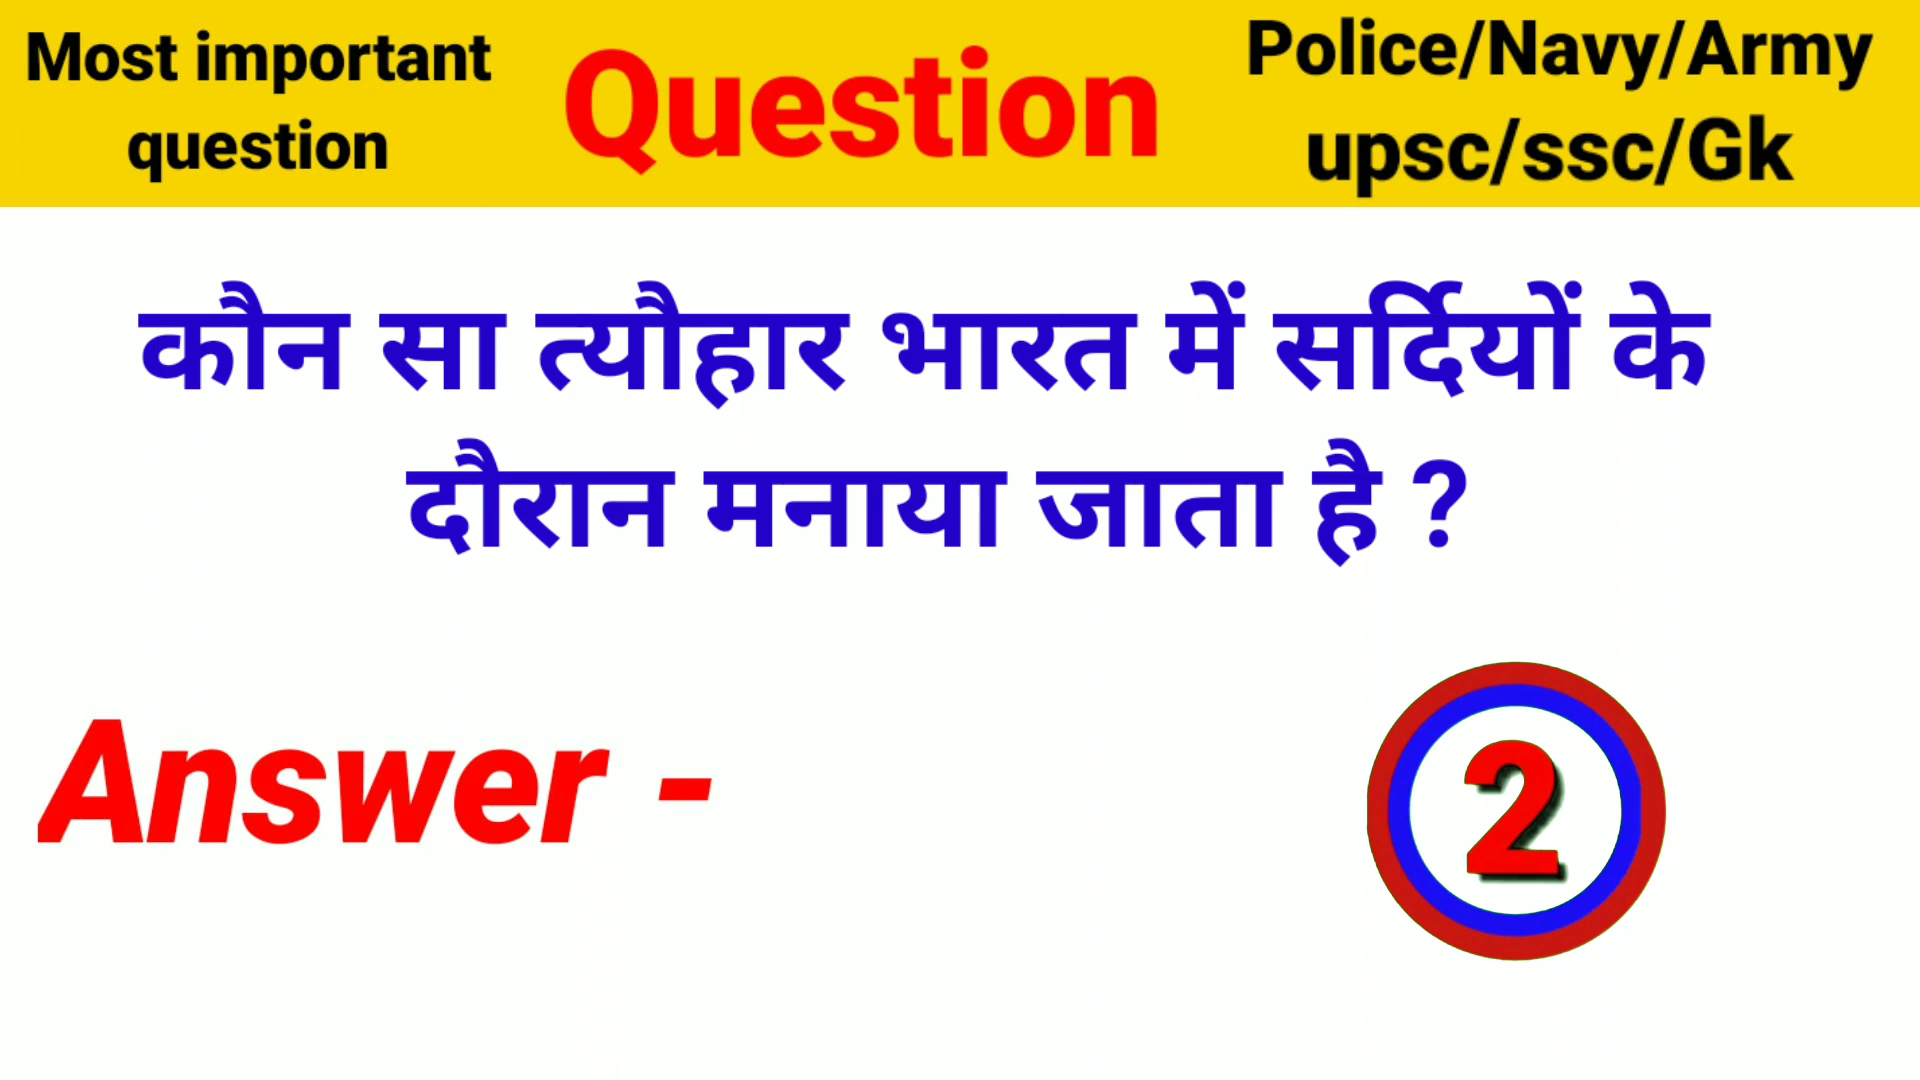 Most important
question
Question
Police/Navy/Army
upsc/ssc/Gk
कौन सा त्यौहार भारत में सर्दियों के
दौरान मनाया जाता है ?
Answer -
2